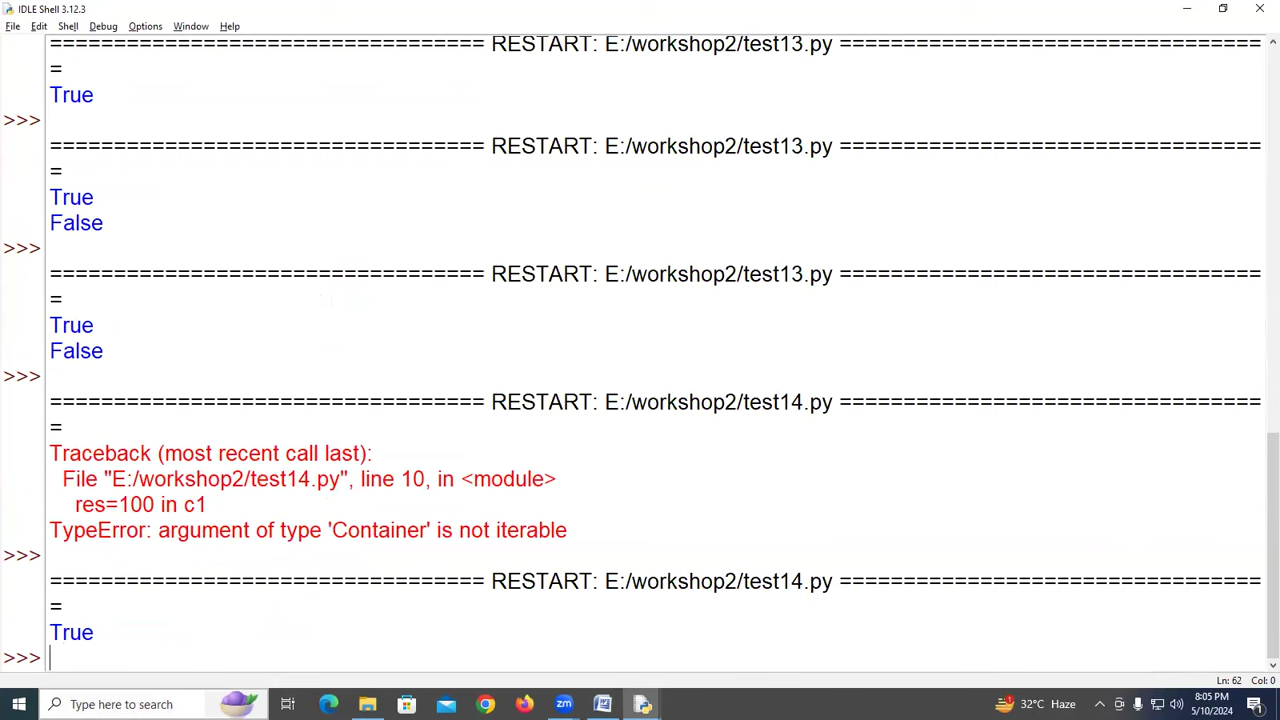 IDLE Shell 3.12.3
File Edit Shell Debug Options Window Help
================================== RESTART: E:/workshop2/test13.py =================================
=
True
>>>
================================== RESTART: E:/workshop2/test13.py =================================
=
True
False
>>>
================================== RESTART: E:/workshop2/test13.py =================================
=
True
False
>>>
================================== RESTART: E:/workshop2/test14.py =================================
=
Traceback (most recent call last):
  File "E:/workshop2/test14.py", line 10, in <module>
    res=100 in c1
TypeError: argument of type 'Container' is not iterable
>>>
================================== RESTART: E:/workshop2/test14.py =================================
=
True
>>>
Ln: 62 Col: 0
Type here to search
zm
32°C Haze
8:05 PM
5/10/2024
1